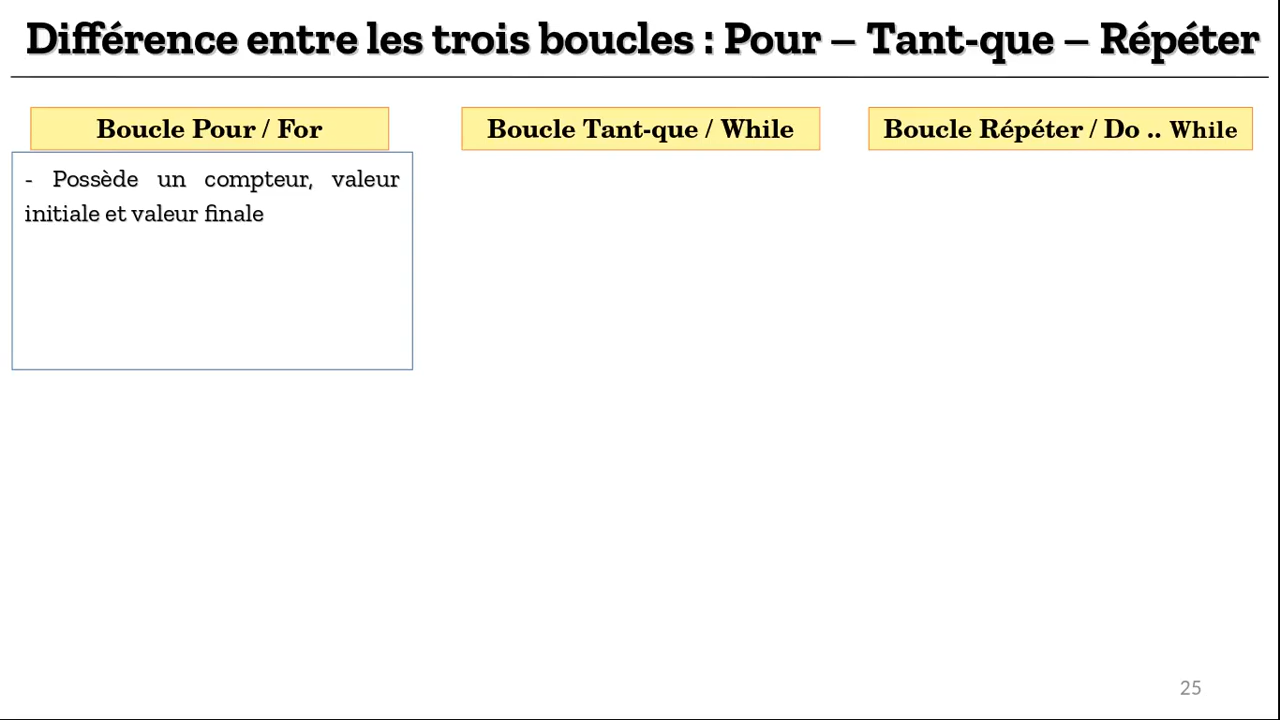 Différence entre les trois boucles : Pour – Tant-que – Répéter
Boucle Pour / For
Boucle Tant-que / While
Boucle Répéter / Do .. While
- Possède un compteur, valeur
initiale et valeur finale
25